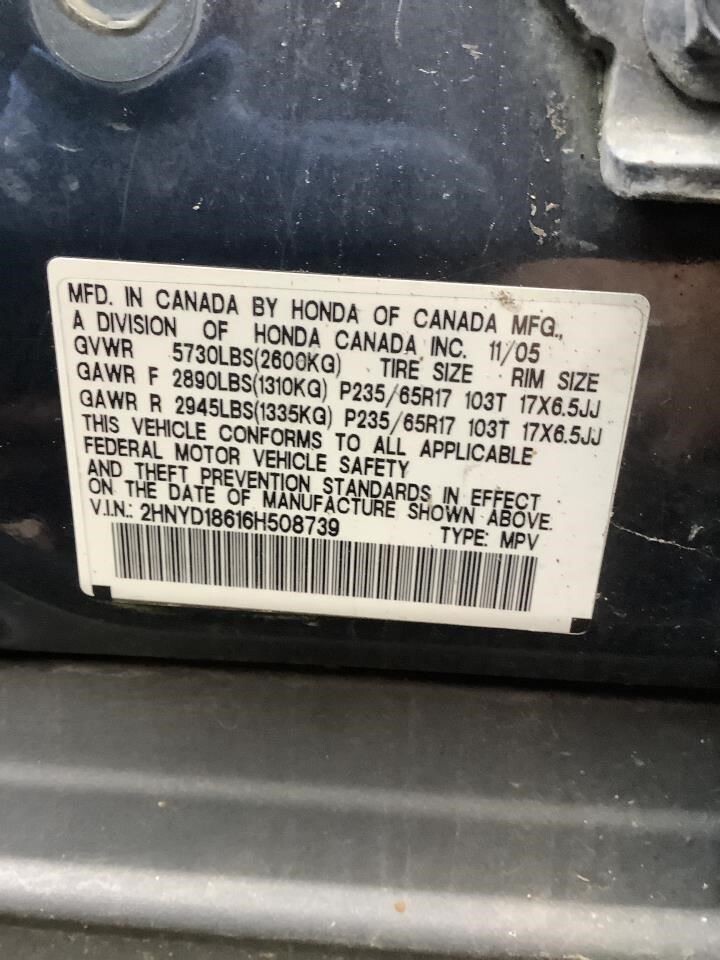 MFD. IN CANADA BY HONDA OF CANADA MFG.,
A DIVISION OF HONDA CANADA INC. 11/05
GVWR 5730LBS(2600KG) TIRE SIZE RIM SIZE
GAWR F 2890LBS(1310KG) P235/65R17 103T 17X6.5JJ
GAWR R 2945LBS(1335KG) P235/65R17 103T 17X6.5JJ
THIS VEHICLE CONFORMS TO ALL APPLICABLE
FEDERAL MOTOR VEHICLE SAFETY
AND THEFT PREVENTION STANDARDS IN EFFECT
ON THE DATE OF MANUFACTURE SHOWN ABOVE.
V.I.N.: 2HNYD18616H508739 TYPE: MPV